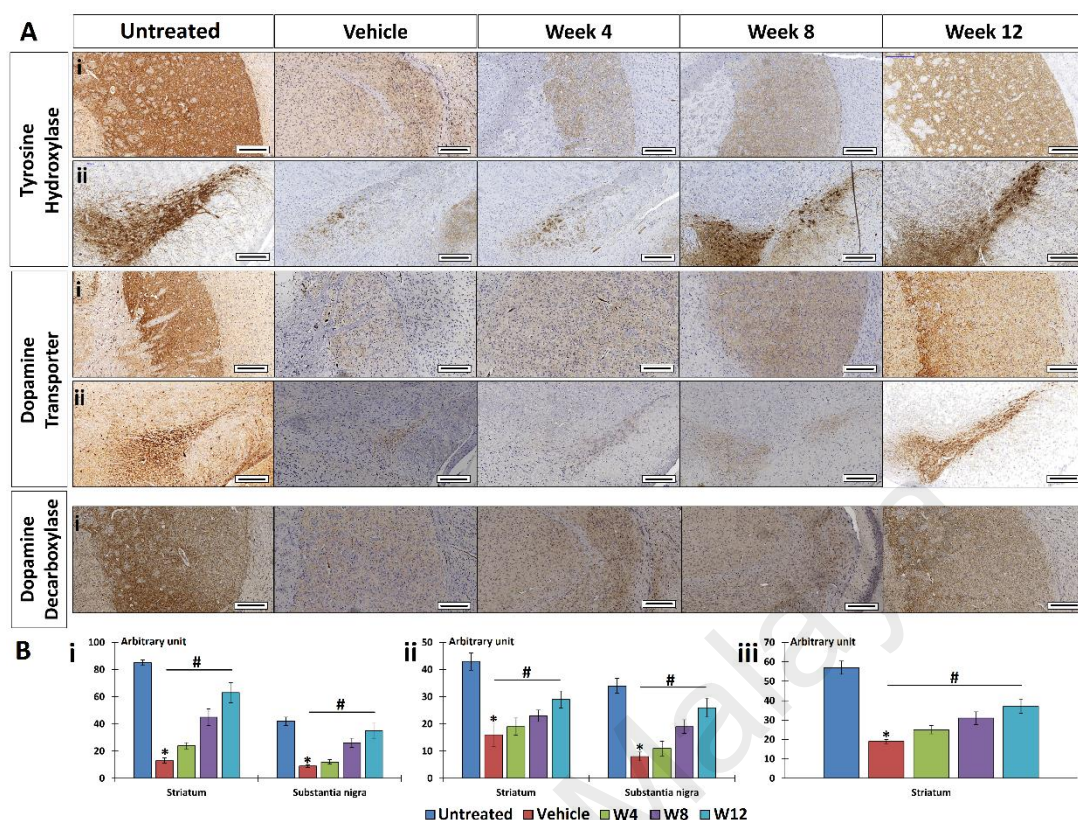 A
Untreated
Vehicle
Week 4
Week 8
Week 12
Tyrosine
Hydroxylase
i
ii
Dopamine
Transporter
i
ii
Dopamine
Decarboxylase
i
Malaya
B
i
Arbitrary unit
100
80
60
40
20
0
#
*
#
*
Striatum
Substantia nigra
ii
Arbitrary unit
50
40
30
20
10
0
#
*
#
*
Striatum
Substantia nigra
iii
Arbitrary unit
70
60
50
40
30
20
10
0
#
*
Striatum
Untreated Vehicle W4 W8 W12